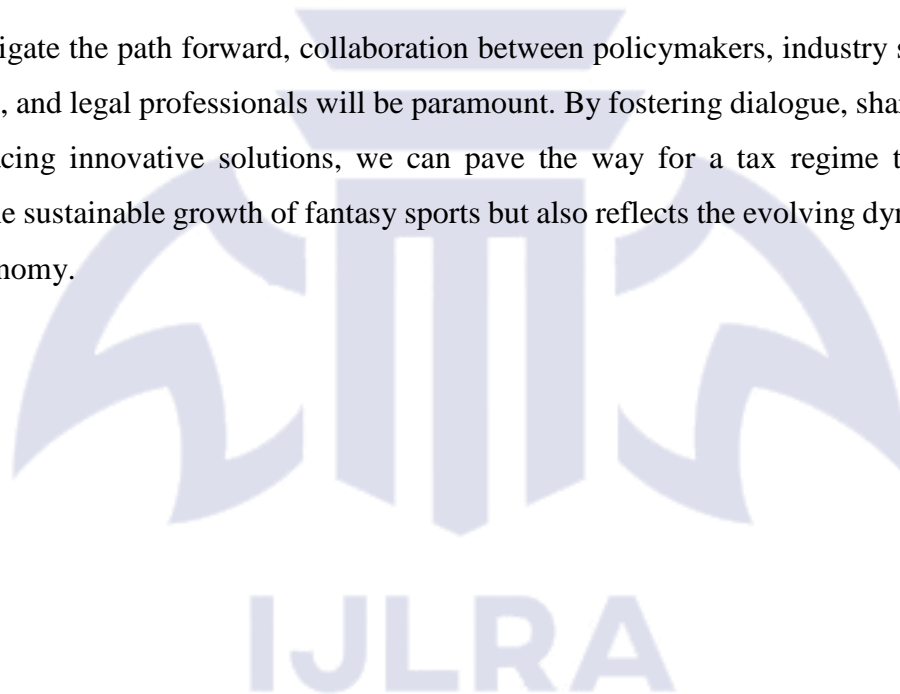 igate the path forward, collaboration between policymakers, industry s
, and legal professionals will be paramount. By fostering dialogue, shar
cing innovative solutions, we can pave the way for a tax regime t
e sustainable growth of fantasy sports but also reflects the evolving dyn
nomy.
IJLRA